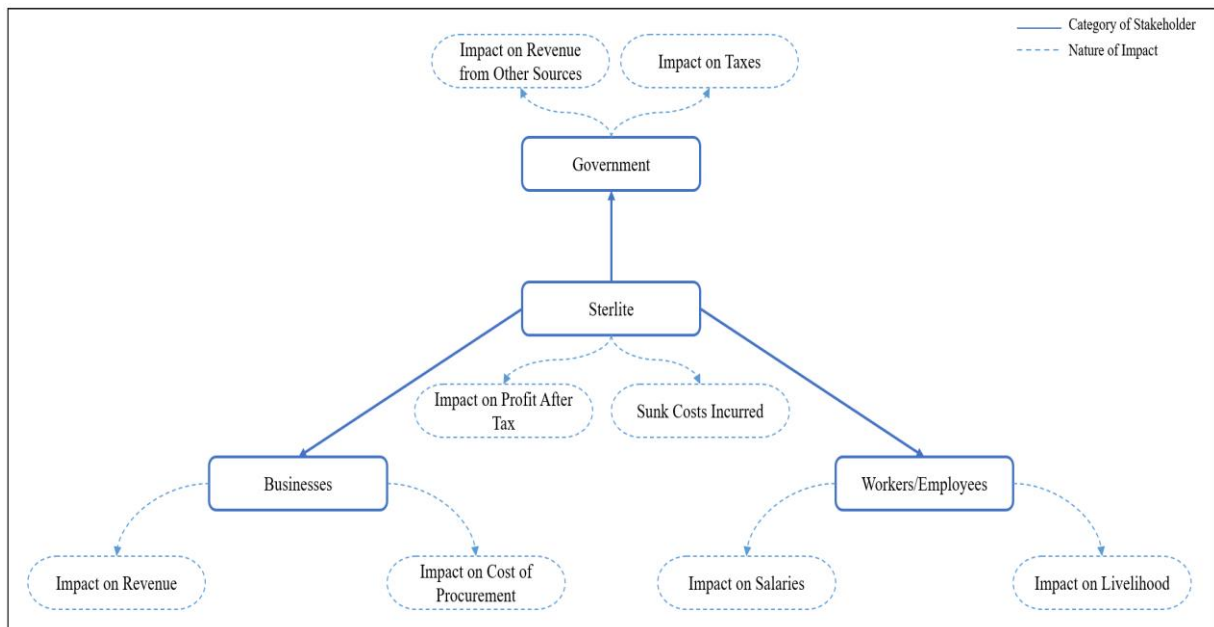 Category of Stakeholder
Nature of Impact
Impact on Revenue
from Other Sources
Impact on Taxes
Government
Sterlite
Impact on Profit After
Tax
Sunk Costs Incurred
Businesses
Workers/Employees
Impact on Revenue
Impact on Cost of
Procurement
Impact on Salaries
Impact on Livelihood